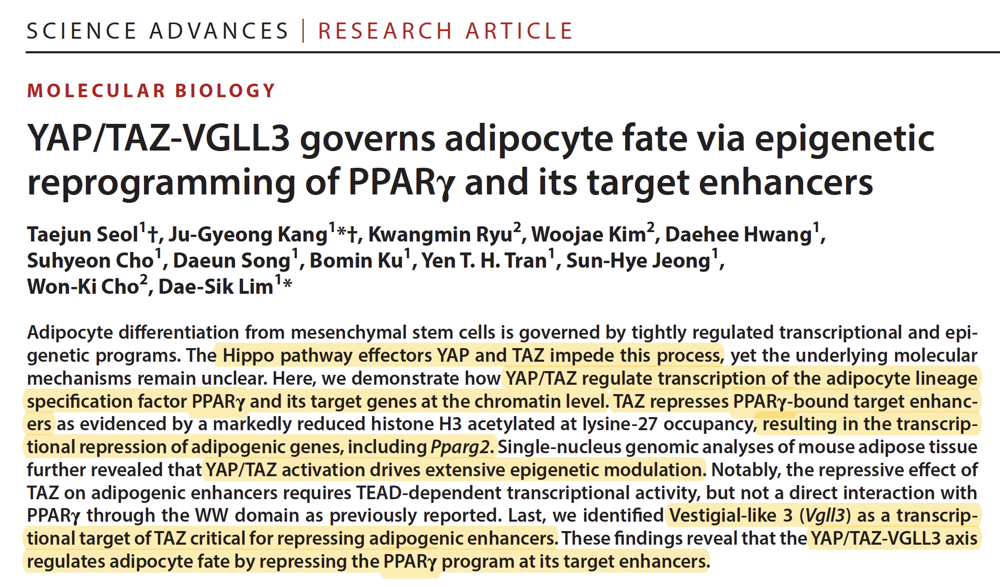 SCIENCE ADVANCES | RESEARCH ARTICLE
MOLECULAR BIOLOGY
YAP/TAZ-VGLL3 governs adipocyte fate via epigenetic
reprogramming of PPARγ and its target enhancers
Taejun Seol1†, Ju-Gyeong Kang1*†, Kwangmin Ryu2, Woojae Kim2, Daehee Hwang1,
Suhyeon Cho1, Daeun Song1, Bomin Ku1, Yen T. H. Tran1, Sun-Hye Jeong1,
Won-Ki Cho2, Dae-Sik Lim1*
Adipocyte differentiation from mesenchymal stem cells is governed by tightly regulated transcriptional and epi-
genetic programs. The Hippo pathway effectors YAP and TAZ impede this process, yet the underlying molecular
mechanisms remain unclear. Here, we demonstrate how YAP/TAZ regulate transcription of the adipocyte lineage
specification factor PPARγ and its target genes at the chromatin level. TAZ represses PPARγ-bound target enhanc-
ers as evidenced by a markedly reduced histone H3 acetylated at lysine-27 occupancy, resulting in the transcrip-
tional repression of adipogenic genes, including Pparg2. Single-nucleus genomic analyses of mouse adipose tissue
further revealed that YAP/TAZ activation drives extensive epigenetic modulation. Notably, the repressive effect of
TAZ on adipogenic enhancers requires TEAD-dependent transcriptional activity, but not a direct interaction with
PPARγ through the WW domain as previously reported. Last, we identified Vestigial-like 3 (Vgll3) as a transcrip-
tional target of TAZ critical for repressing adipogenic enhancers. These findings reveal that the YAP/TAZ-VGLL3 axis
regulates adipocyte fate by repressing the PPARγ program at its target enhancers.